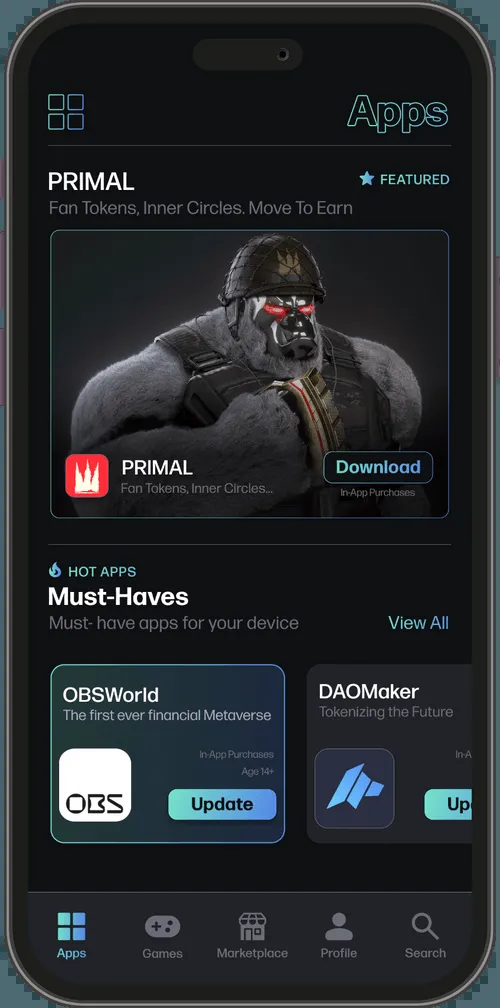 Apps
PRIMAL
FEATURED
Fan Tokens, Inner Circles. Move To Earn
PRIMAL
Fan Tokens, Inner Circles...
Download
In-App Purchases
HOT APPS
Must-Haves
Must- have apps for your device
View All
OBSWorld
The first ever financial Metaverse
In-App Purchases
Age 14+
OBS
Update
DAOMaker
Tokenizing the Future
In-A
Up
Apps
Games
Marketplace
Profile
Search